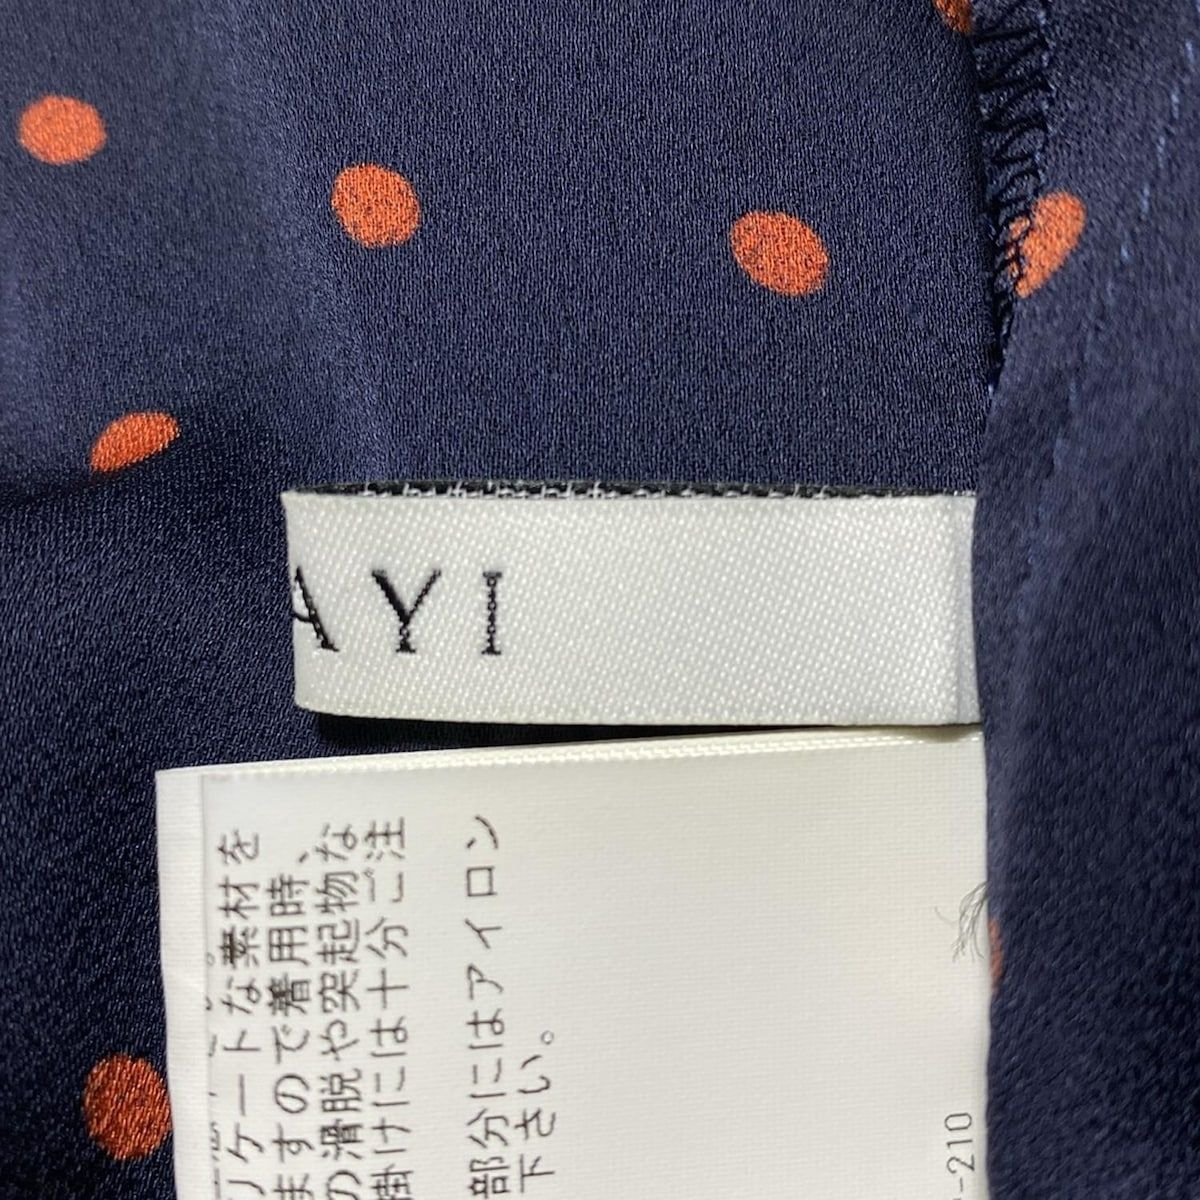 AYI
リケートな素材を
ますので着用時、
の滑脱や突起物な
掛けには十分ご注
部分にはアイロン
下さい。
-210